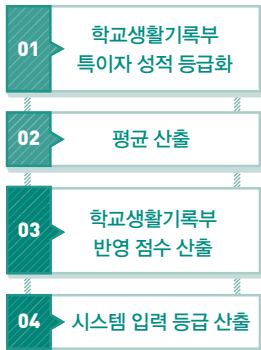 01
학교생활기록부
특이자 성적 등급화
02
평균 산출
03
학교생활기록부
반영 점수 산출
04
시스템 입력 등급 산출